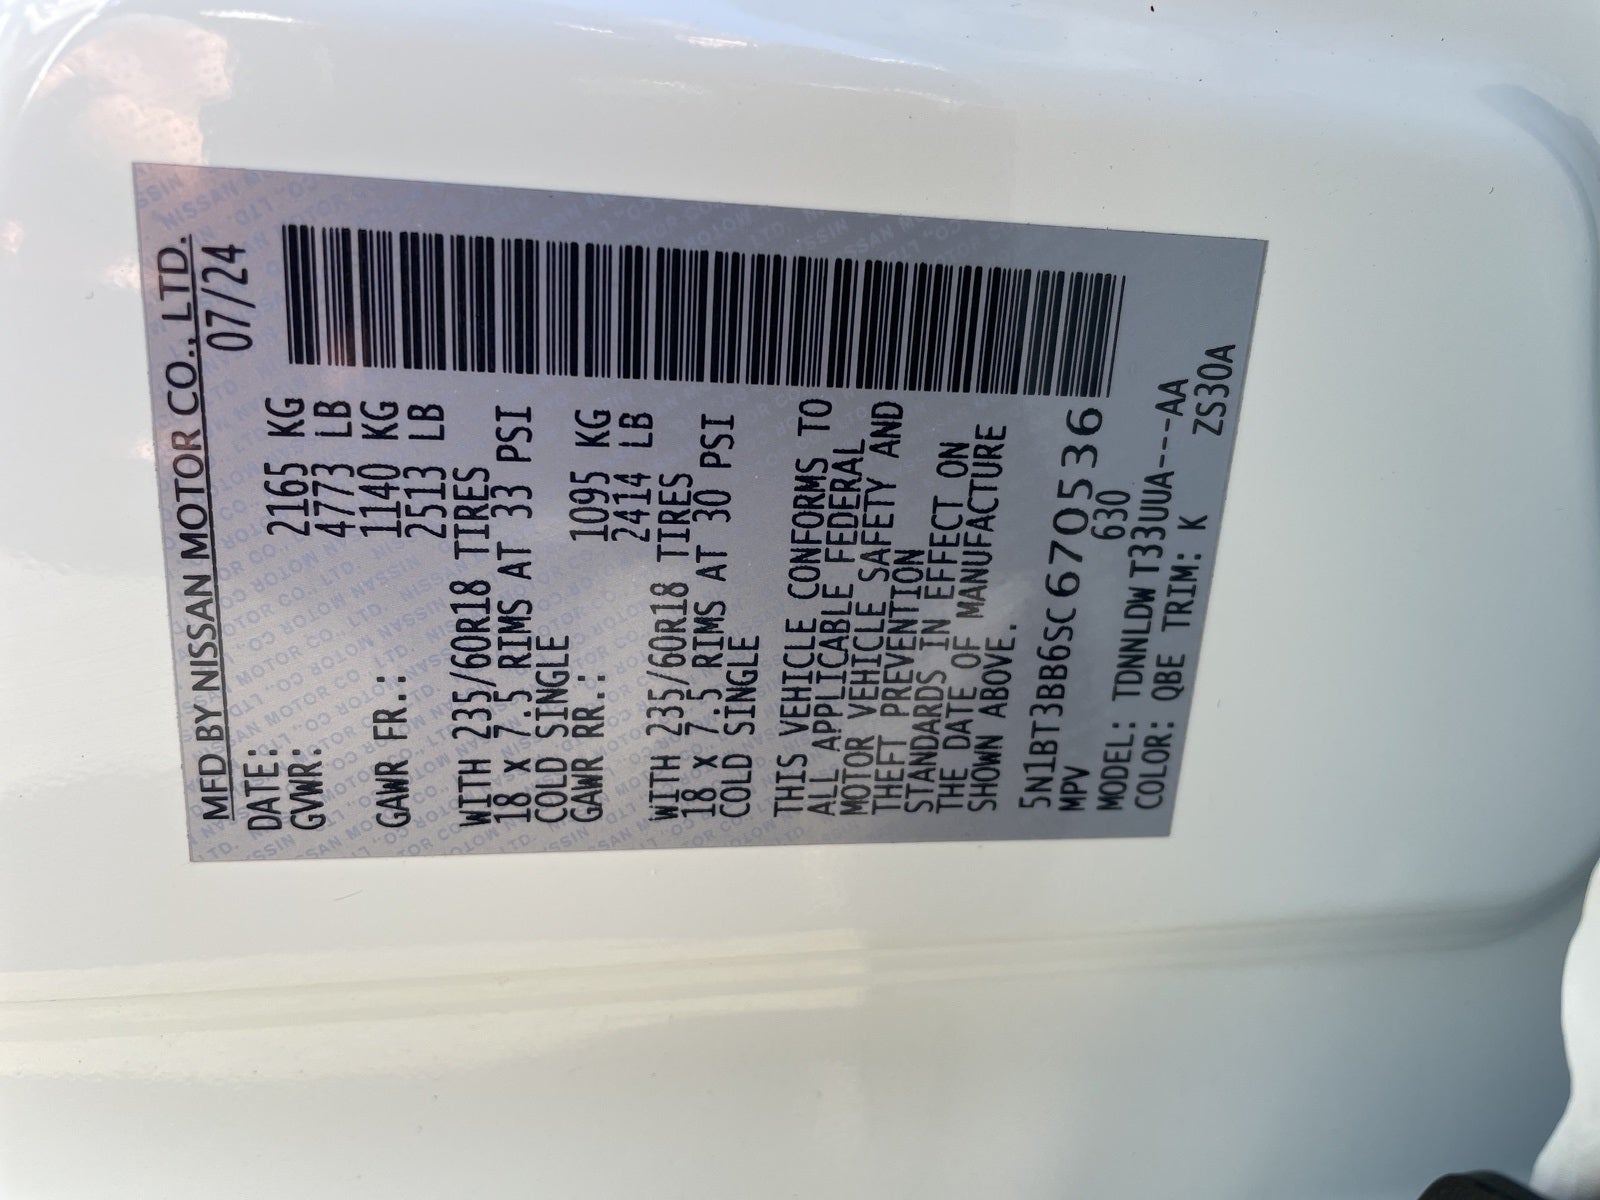 MFD BY NISSAN MOTOR CO., LTD.
DATE: 07/24
GVWR: 2165 KG
4773 LB
GAWR FR.: 1140 KG
2513 LB
WITH 235/60R18 TIRES
18 x 7.5 RIMS AT 33 PSI
COLD SINGLE
GAWR RR.: 1095 KG
2414 LB
WITH 235/60R18 TIRES
18 x 7.5 RIMS AT 30 PSI
COLD SINGLE
THIS VEHICLE CONFORMS TO
ALL APPLICABLE FEDERAL
MOTOR VEHICLE SAFETY AND
THEFT PREVENTION
STANDARDS IN EFFECT ON
THE DATE OF MANUFACTURE
SHOWN ABOVE.
5N1BT3BB6SC670536
MPV 630
MODEL: TDNNLDW T33UUA---AA
COLOR: QBE TRIM: K ZS30A